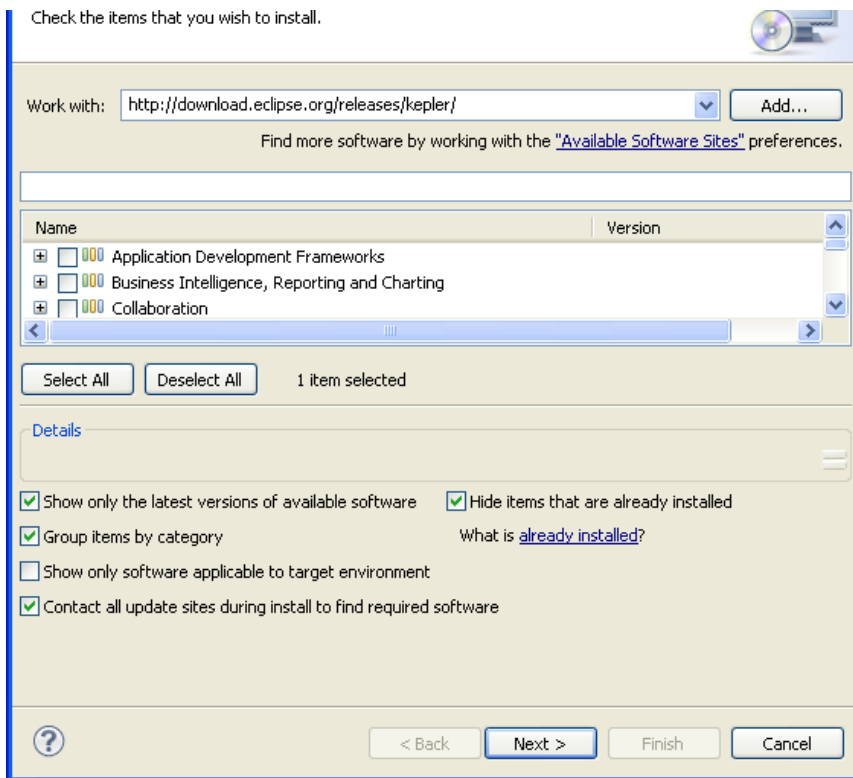 Check the items that you wish to install.
Work with: http://download.eclipse.org/releases/kepler/ Add...
Find more software by working with the "Available Software Sites" preferences.
Name Version
Application Development Frameworks
Business Intelligence, Reporting and Charting
Collaboration
Select All Deselect All 1 item selected
Details
Show only the latest versions of available software Hide items that are already installed
Group items by category What is already installed?
Show only software applicable to target environment
Contact all update sites during install to find required software
? < Back Next > Finish Cancel